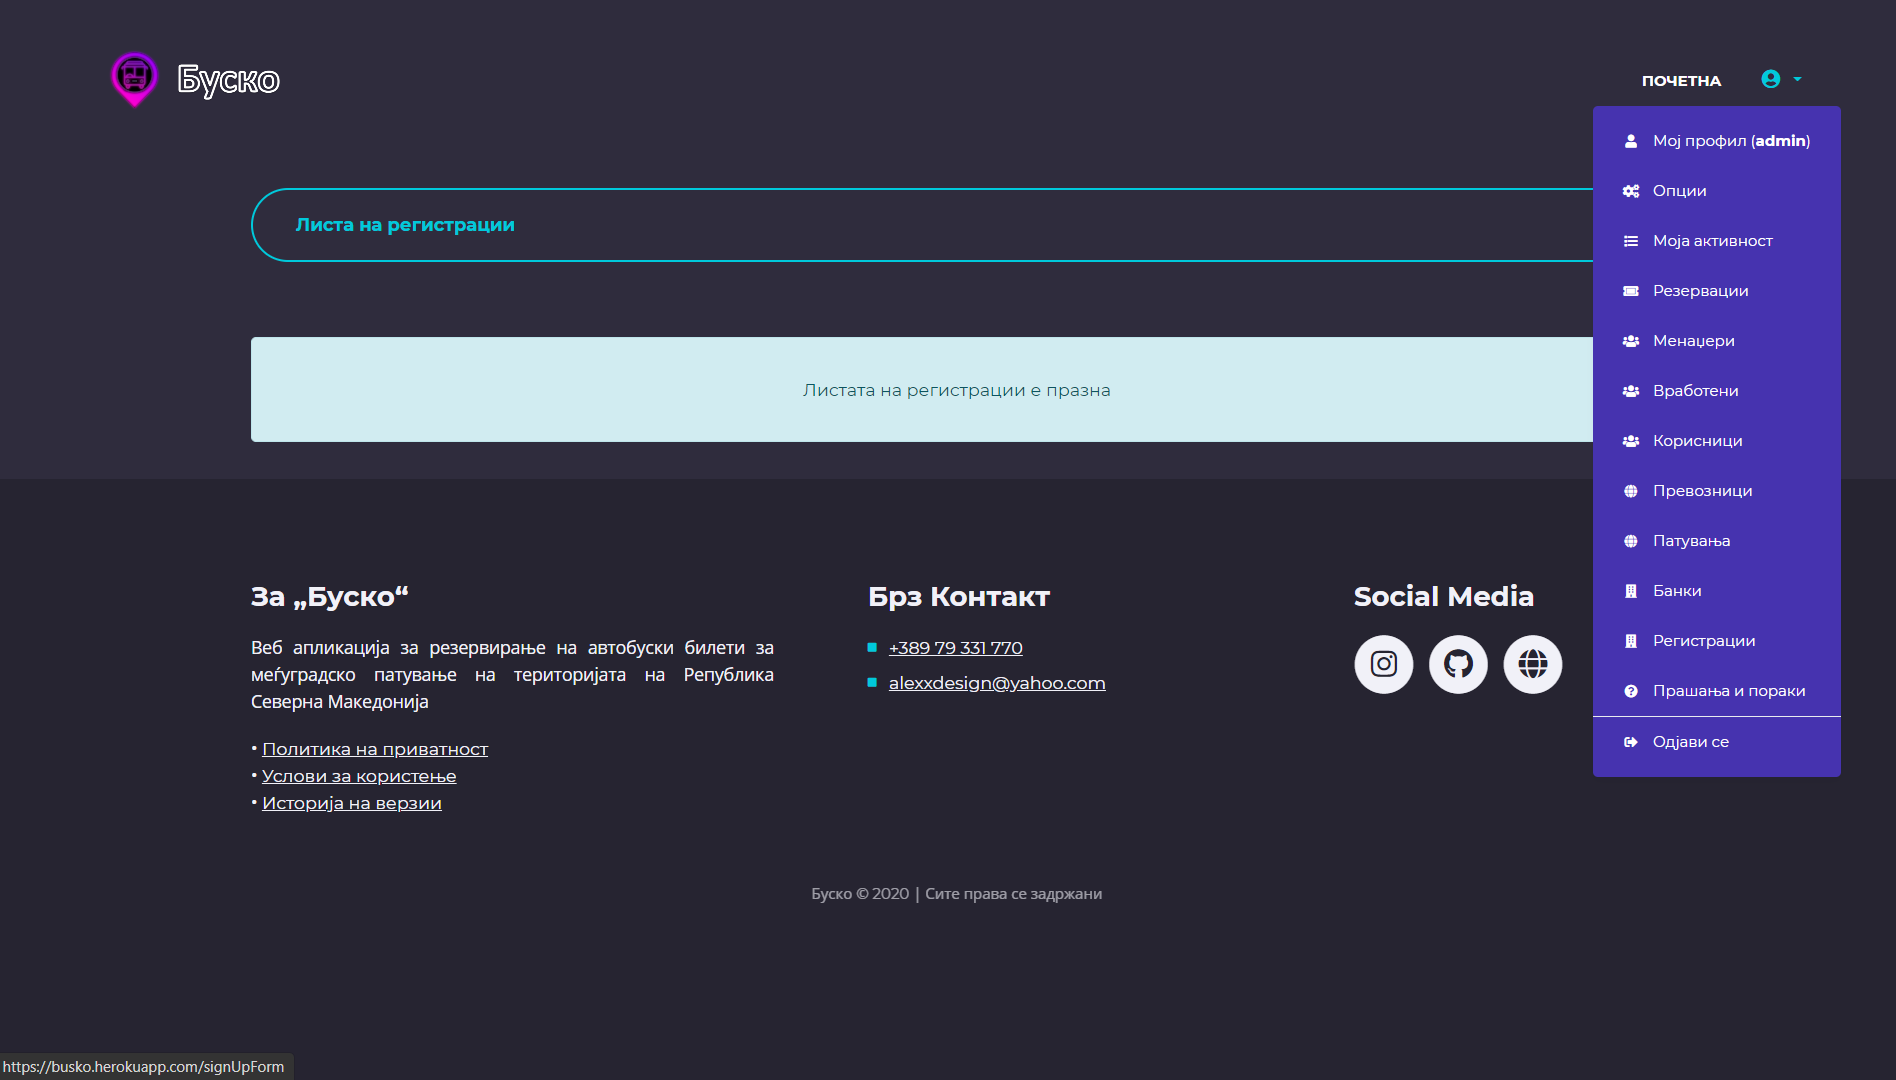 Буско
ПОЧЕТНА
Мој профил (admin)
Опции
Моја активност
Резервации
Менаџери
Вработени
Корисници
Превозници
Патувања
Банки
Регистрации
Прашања и пораки
Одјави се
Листа на регистрации
Листата на регистрации е празна
За „Буско“
Веб апликација за резервирање на автобуски билети за
меѓуградско патување на територијата на Република
Северна Македонија
• Политика на приватност
• Услови за користење
• Историја на верзии
Брз Контакт
+389 79 331 770
alexxdesign@yahoo.com
Social Media
Буско © 2020 | Сите права се задржани
https://busko.herokuapp.com/signUpForm